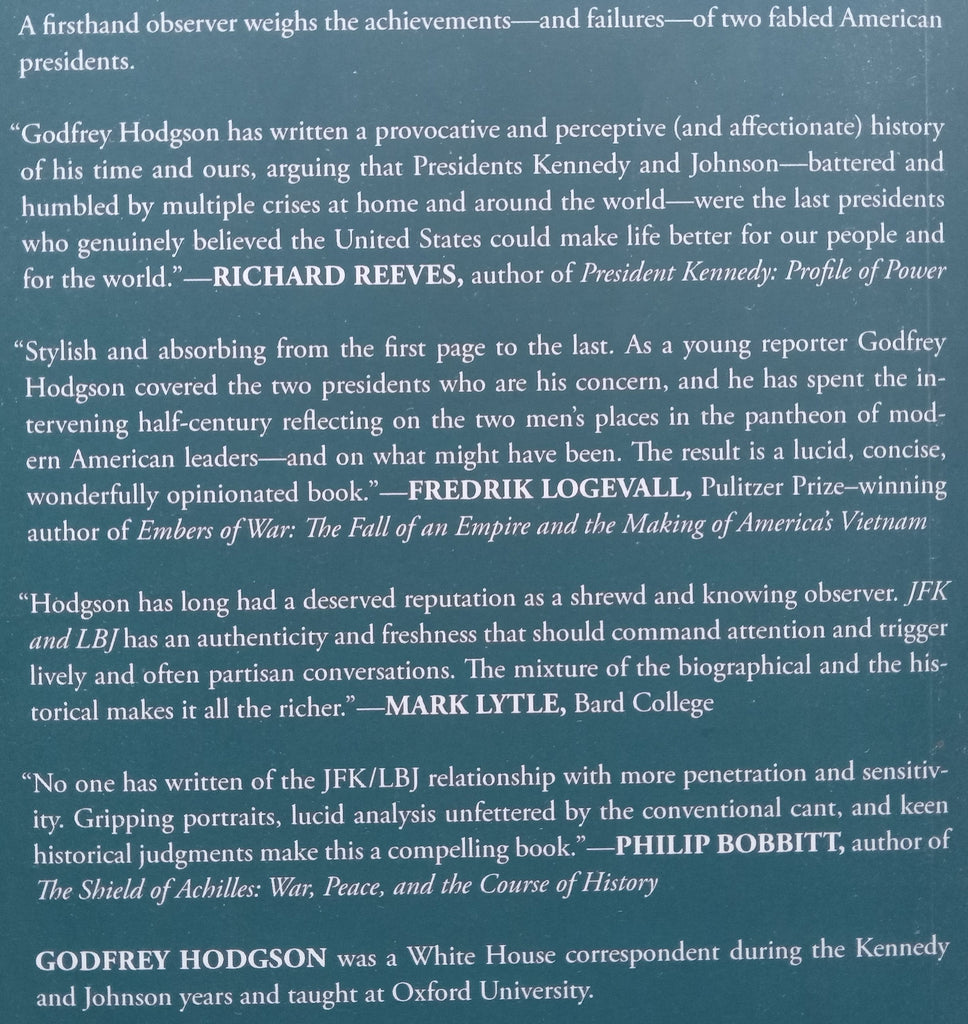 A firsthand observer weighs the achievements—and failures—of two fabled American
presidents.
“Godfrey Hodgson has written a provocative and perceptive (and affectionate) history
of his time and ours, arguing that Presidents Kennedy and Johnson—battered and
humbled by multiple crises at home and around the world—were the last presidents
who genuinely believed the United States could make life better for our people and
for the world.”—RICHARD REEVES, author of President Kennedy: Profile of Power
“Stylish and absorbing from the first page to the last. As a young reporter Godfrey
Hodgson covered the two presidents who are his concern, and he has spent the in-
tervening half-century reflecting on the two men’s places in the pantheon of mod-
ern American leaders—and on what might have been. The result is a lucid, concise,
wonderfully opinionated book.”—FREDRIK LOGEVALL, Pulitzer Prize–winning
author of Embers of War: The Fall of an Empire and the Making of America’s Vietnam
“Hodgson has long had a deserved reputation as a shrewd and knowing observer. JFK
and LBJ has an authenticity and freshness that should command attention and trigger
lively and often partisan conversations. The mixture of the biographical and the his-
torical makes it all the richer.”—MARK LYTLE, Bard College
“No one has written of the JFK/LBJ relationship with more penetration and sensitiv-
ity. Gripping portraits, lucid analysis unfettered by the conventional cant, and keen
historical judgments make this a compelling book.”—PHILIP BOBBITT, author of
The Shield of Achilles: War, Peace, and the Course of History
GODFREY HODGSON was a White House correspondent during the Kennedy
and Johnson years and taught at Oxford University.